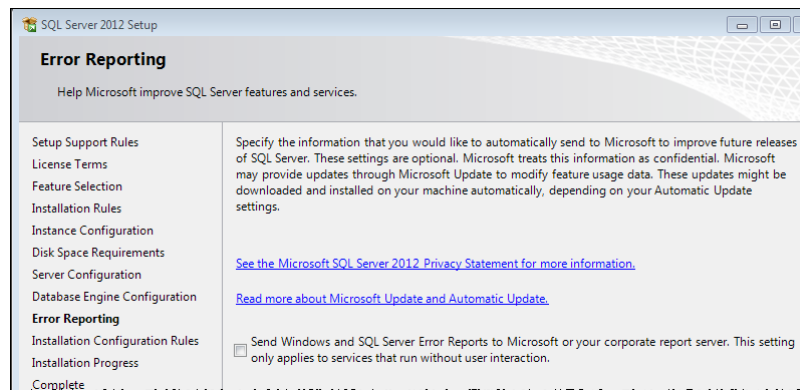 SQL Server 2012 Setup
Error Reporting
Help Microsoft improve SQL Server features and services.
Setup Support Rules
License Terms
Feature Selection
Installation Rules
Instance Configuration
Disk Space Requirements
Server Configuration
Database Engine Configuration
Error Reporting
Installation Configuration Rules
Installation Progress
Complete
Specify the information that you would like to automatically send to Microsoft to improve future releases
of SQL Server. These settings are optional. Microsoft treats this information as confidential. Microsoft
may provide updates through Microsoft Update to modify feature usage data. These updates might be
downloaded and installed on your machine automatically, depending on your Automatic Update
settings.
See the Microsoft SQL Server 2012 Privacy Statement for more information.
Read more about Microsoft Update and Automatic Update.
Send Windows and SQL Server Error Reports to Microsoft or your corporate report server. This setting
only applies to services that run without user interaction.